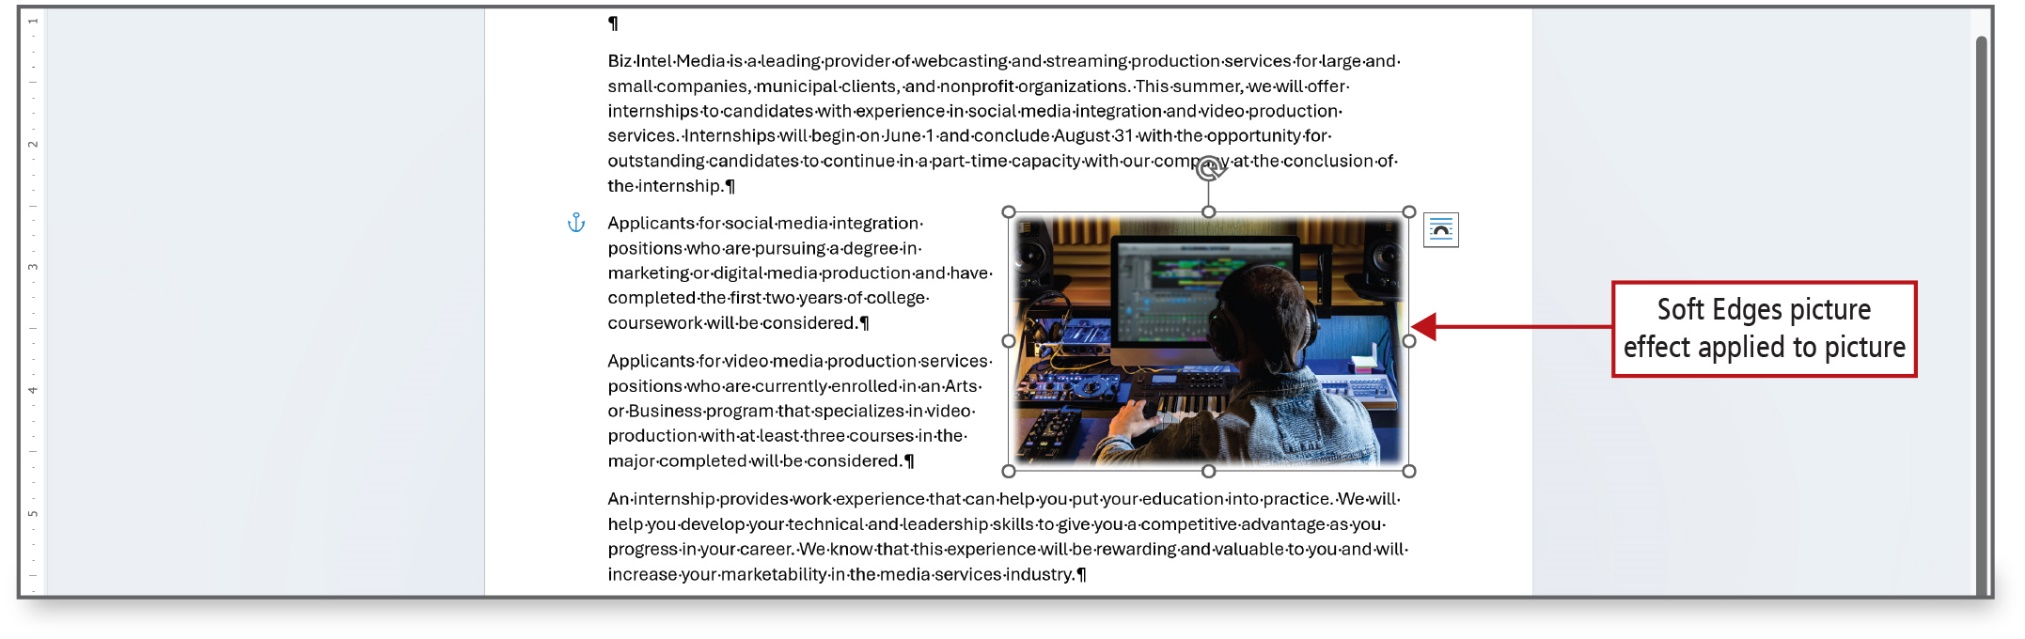 1
2
3
4
5
¶
Biz·Intel·Media·is·a·leading·provider·of·webcasting·and·streaming·production·services·for·large·and·
small·companies,·municipal·clients,·and·nonprofit·organizations.·This·summer,·we·will·offer·
internships·to·candidates·with·experience·in·social·media·integration·and·video·production·
services.·Internships·will·begin·on·June·1·and·conclude·August·31·with·the·opportunity·for·
outstanding·candidates·to·continue·in·a·part-time·capacity·with·our·company·at·the·conclusion·of·
the·internship.¶
Applicants·for·social·media·integration·
positions·who·are·pursuing·a·degree·in·
marketing·or·digital·media·production·and·have·
completed·the·first·two·years·of·college·
coursework·will·be·considered.¶
Applicants·for·video·media·production·services·
positions·who·are·currently·enrolled·in·an·Arts·
or·Business·program·that·specializes·in·video·
production·with·at·least·three·courses·in·the·
major·completed·will·be·considered.¶
An·internship·provides·work·experience·that·can·help·you·put·your·education·into·practice.·We·will·
help·you·develop·your·technical·and·leadership·skills·to·give·you·a·competitive·advantage·as·you·
progress·in·your·career.·We·know·that·this·experience·will·be·rewarding·and·valuable·to·you·and·will·
increase·your·marketability·in·the·media·services·industry.¶
Soft Edges picture
effect applied to picture